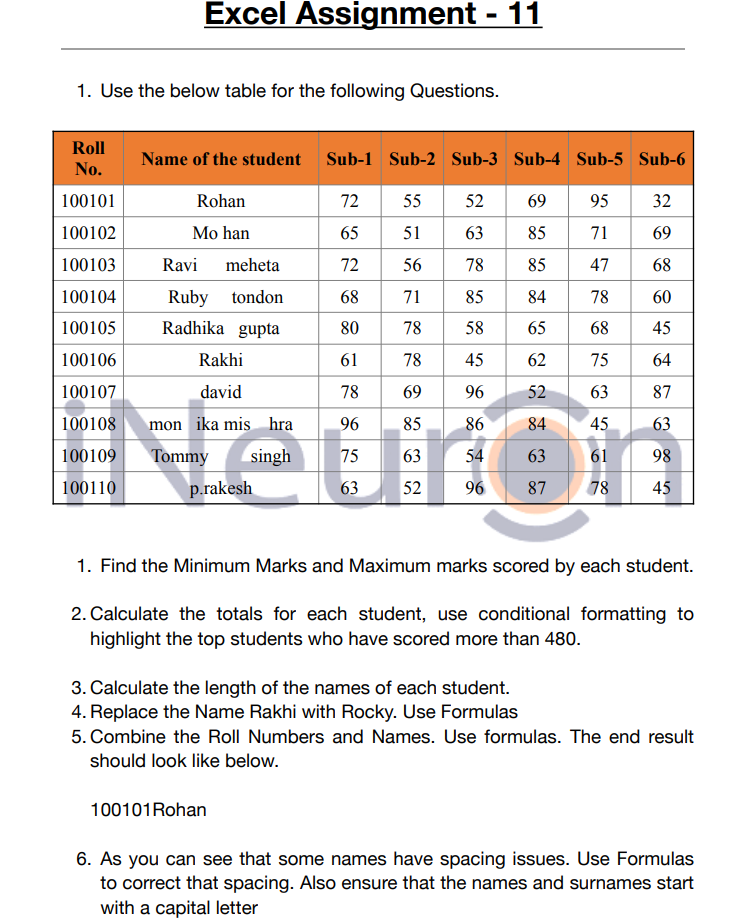 Excel Assignment - 11
1. Use the below table for the following Questions.
Roll No. Name of the student Sub-1 Sub-2 Sub-3 Sub-4 Sub-5 Sub-6
100101 Rohan 72 55 52 69 95 32
100102 Mo han 65 51 63 85 71 69
100103 Ravi meheta 72 56 78 85 47 68
100104 Ruby tondon 68 71 85 84 78 60
100105 Radhika gupta 80 78 58 65 68 45
100106 Rakhi 61 78 45 62 75 64
100107 david 78 69 96 52 63 87
100108 mon ika mis hra 96 85 86 84 45 63
100109 Tommy singh 75 63 54 63 61 98
100110 p.rakesh 63 52 96 87 78 45
iNeuron
1. Find the Minimum Marks and Maximum marks scored by each student.
2. Calculate the totals for each student, use conditional formatting to
highlight the top students who have scored more than 480.
3. Calculate the length of the names of each student.
4. Replace the Name Rakhi with Rocky. Use Formulas
5. Combine the Roll Numbers and Names. Use formulas. The end result
should look like below.
100101Rohan
6. As you can see that some names have spacing issues. Use Formulas
to correct that spacing. Also ensure that the names and surnames start
with a capital letter